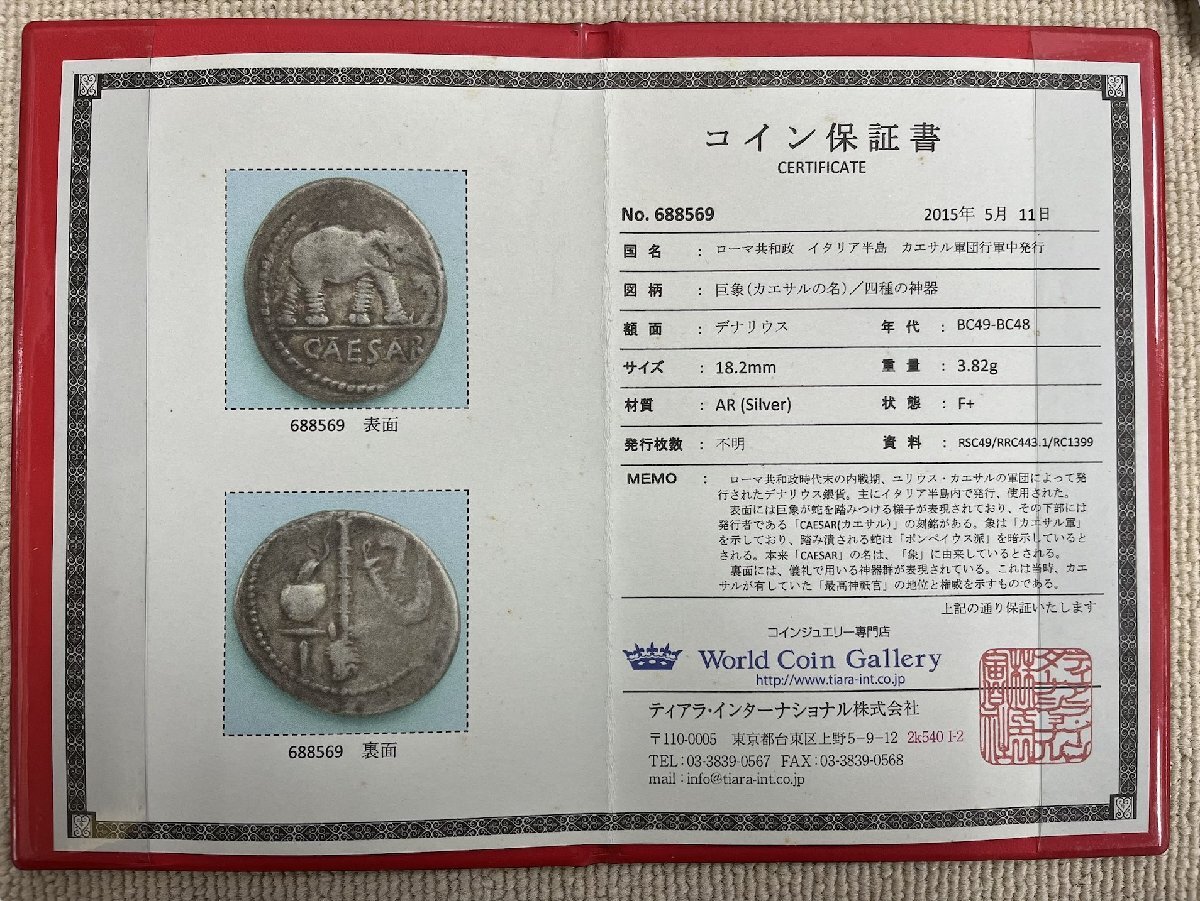 CAESAR
688569 表面
688569 裏面
コイン保証書
CERTIFICATE
No. 688569 2015年 5月 11日
国 名 : ローマ共和政 イタリア半島 カエサル軍団行軍中発行
図 柄 : 巨象(カエサルの名)/四種の神器
額 面 : デナリウス 年 代 : BC49-BC48
サイズ : 18.2mm 重 量 : 3.82g
材 質 : AR (Silver) 状 態 : F+
発行枚数 : 不明 資 料 : RSC49/RRC443.1/RC1399
MEMO : ローマ共和政時代末の内戦期、ユリウス・カエサルの軍団によって発
行されたデナリウス銀貨。主にイタリア半島内で発行、使用された。
表面には巨象が蛇を踏みつける様子が表現されており、その下部には
発行者である「CAESAR(カエサル)」の刻銘がある。象は「カエサル軍」
を示しており、踏み潰される蛇は「ポンペイウス派」を暗示していると
される。本来「CAESAR」の名は、「象」に由来しているとされる。
裏面には、儀礼で用いる神器群が表現されている。これは当時、カエ
サルが有していた「最高神祇官」の地位と権威を示すものである。
上記の通り保証いたします
コインジュエリー専門店
World Coin Gallery
http://www.tiara-int.co.jp
ティアラ・インターナショナル株式会社
〒110-0005 東京都台東区上野5-9-12 2k540 I-2
TEL:03-3839-0567 FAX:03-3839-0568
mail:info@tiara-int.co.jp